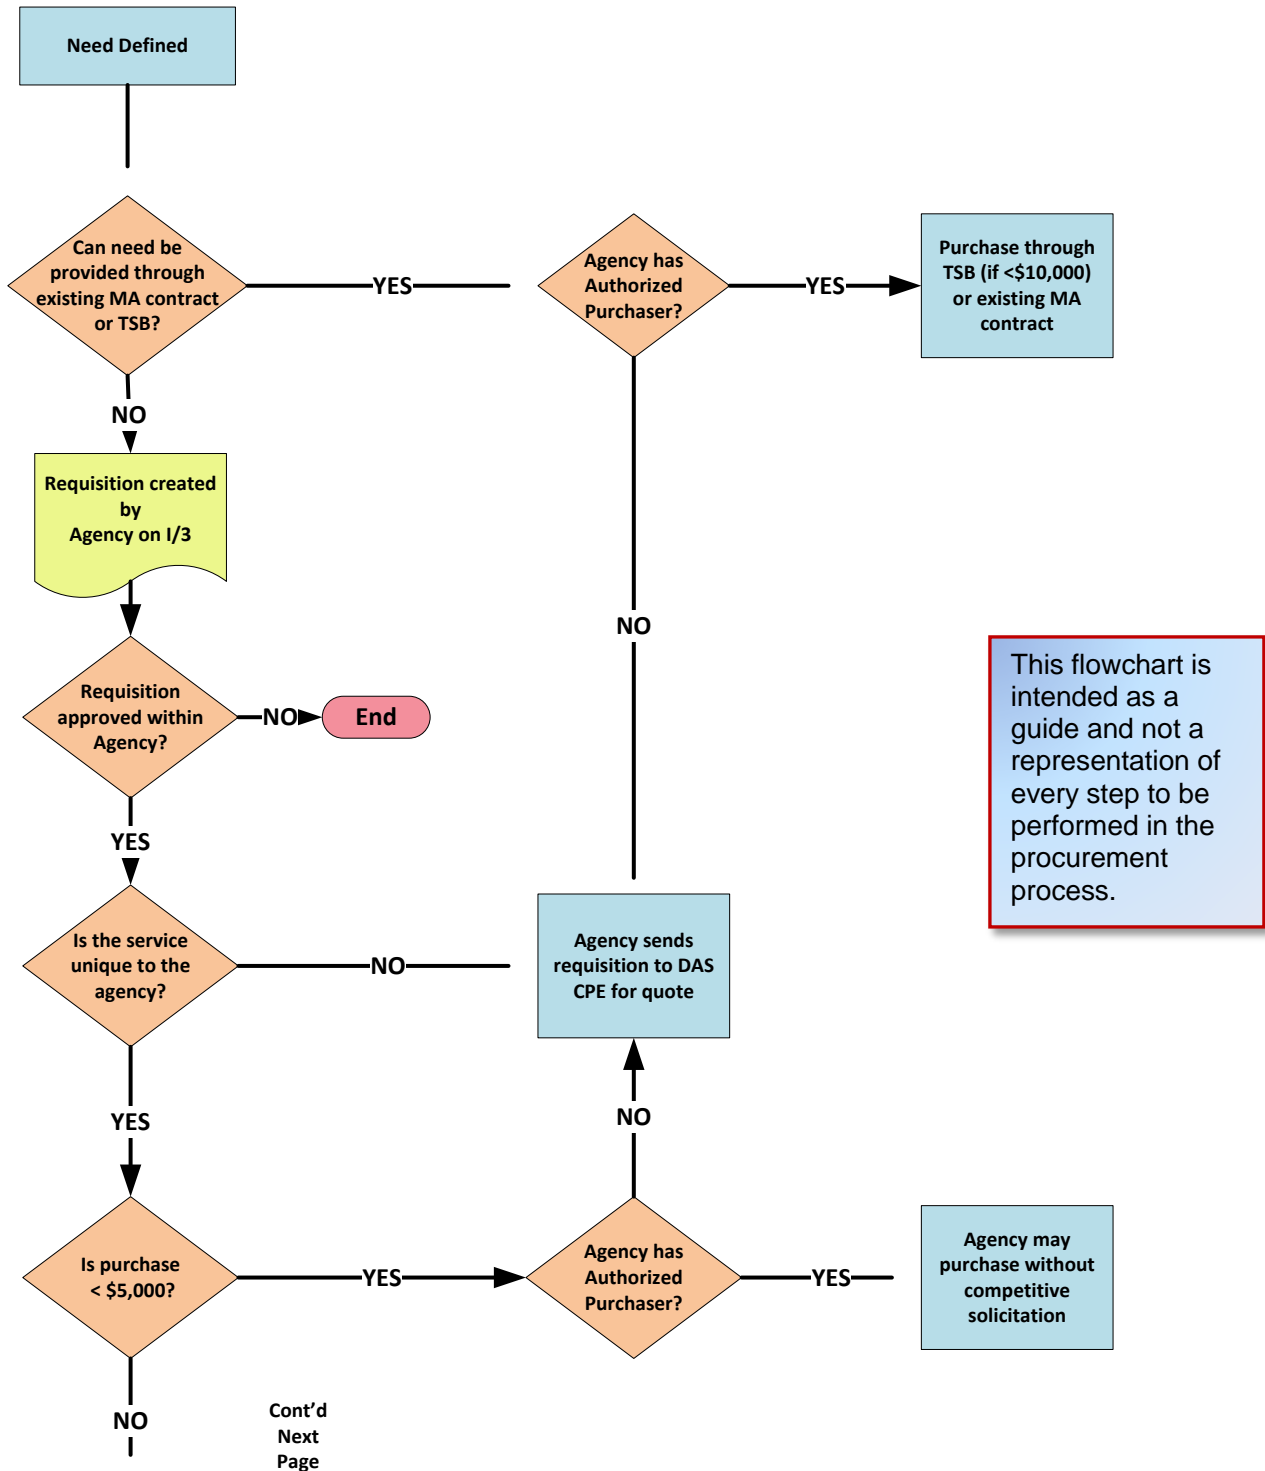 Need Defined
Can need be
provided through
existing MA contract
or TSB?
YES
Agency has
Authorized
Purchaser?
YES
Purchase through
TSB (if <$10,000)
or existing MA
contract
NO
Requisition created
by
Agency on I/3
NO
Requisition
approved within
Agency?
NO
End
This flowchart is
intended as a
guide and not a
representation of
every step to be
performed in the
procurement
process.
YES
Is the service
unique to the
agency?
NO
Agency sends
requisition to DAS
CPE for quote
YES
NO
Is purchase
< $5,000?
YES
Agency has
Authorized
Purchaser?
YES
Agency may
purchase without
competitive
solicitation
NO
Cont'd
Next
Page